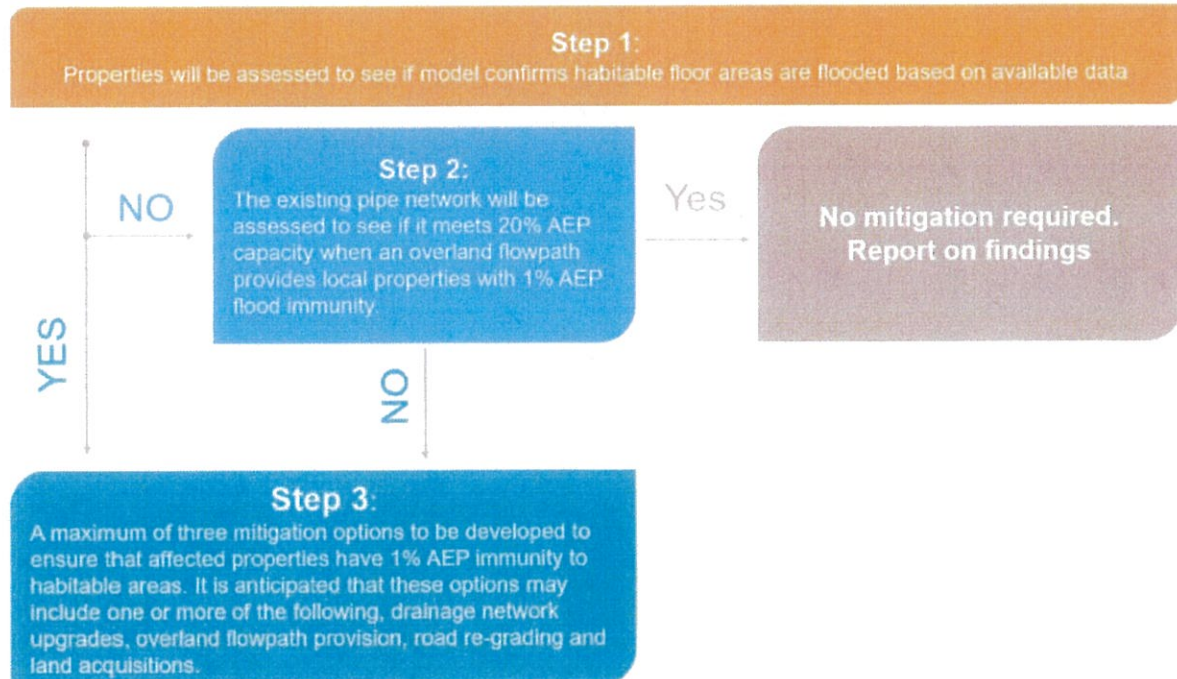 Step 1:
Properties will be assessed to see if model confirms habitable floor areas are flooded based on available data
NO
Step 2:
The existing pipe network will be
assessed to see if it meets 20% AEP
capacity when an overland flowpath
provides local properties with 1% AEP
flood immunity.
Yes
No mitigation required.
Report on findings
YES
NO
Step 3:
A maximum of three mitigation options to be developed to
ensure that affected properties have 1% AEP immunity to
habitable areas. It is anticipated that these options may
include one or more of the following, drainage network
upgrades, overland flowpath provision, road re-grading and
land acquisitions.